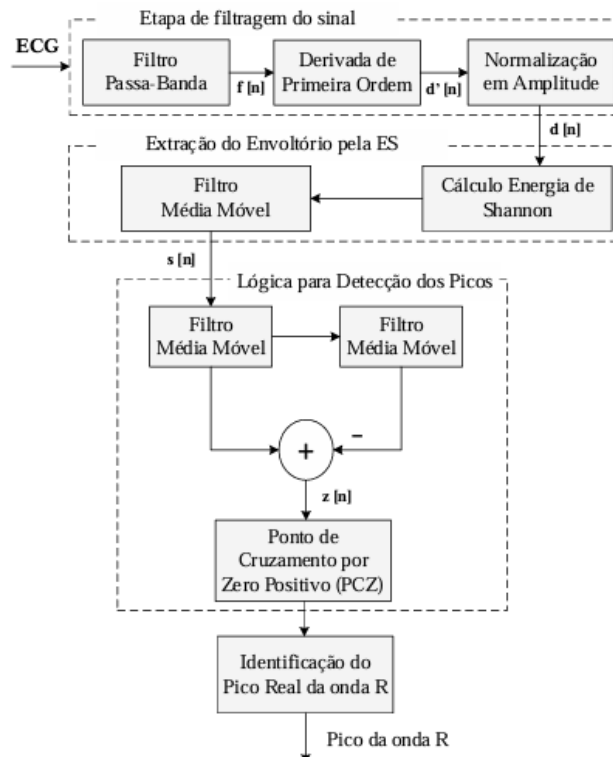 Etapa de filtragem do sinal
ECG
Filtro
Passa-Banda
f [n]
Derivada de
Primeira Ordem
d' [n]
Normalização
em Amplitude
d [n]
Extração do Envoltório pela ES
Filtro
Média Móvel
Cálculo Energia de
Shannon
s [n]
Lógica para Detecção dos Picos
Filtro
Média Móvel
Filtro
Média Móvel
+
−
z [n]
Ponto de
Cruzamento por
Zero Positivo (PCZ)
Identificação do
Pico Real da onda R
Pico da onda R